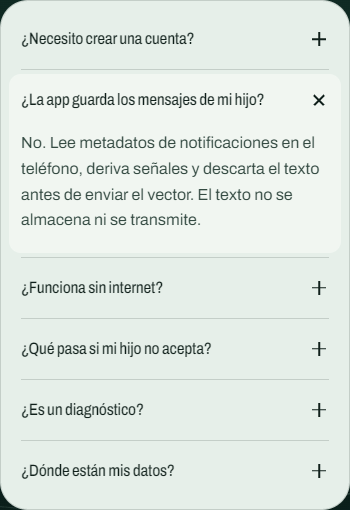 ¿Necesito crear una cuenta?
¿La app guarda los mensajes de mi hijo?
No. Lee metadatos de notificaciones en el
teléfono, deriva señales y descarta el texto
antes de enviar el vector. El texto no se
almacena ni se transmite.
¿Funciona sin internet?
¿Qué pasa si mi hijo no acepta?
¿Es un diagnóstico?
¿Dónde están mis datos?